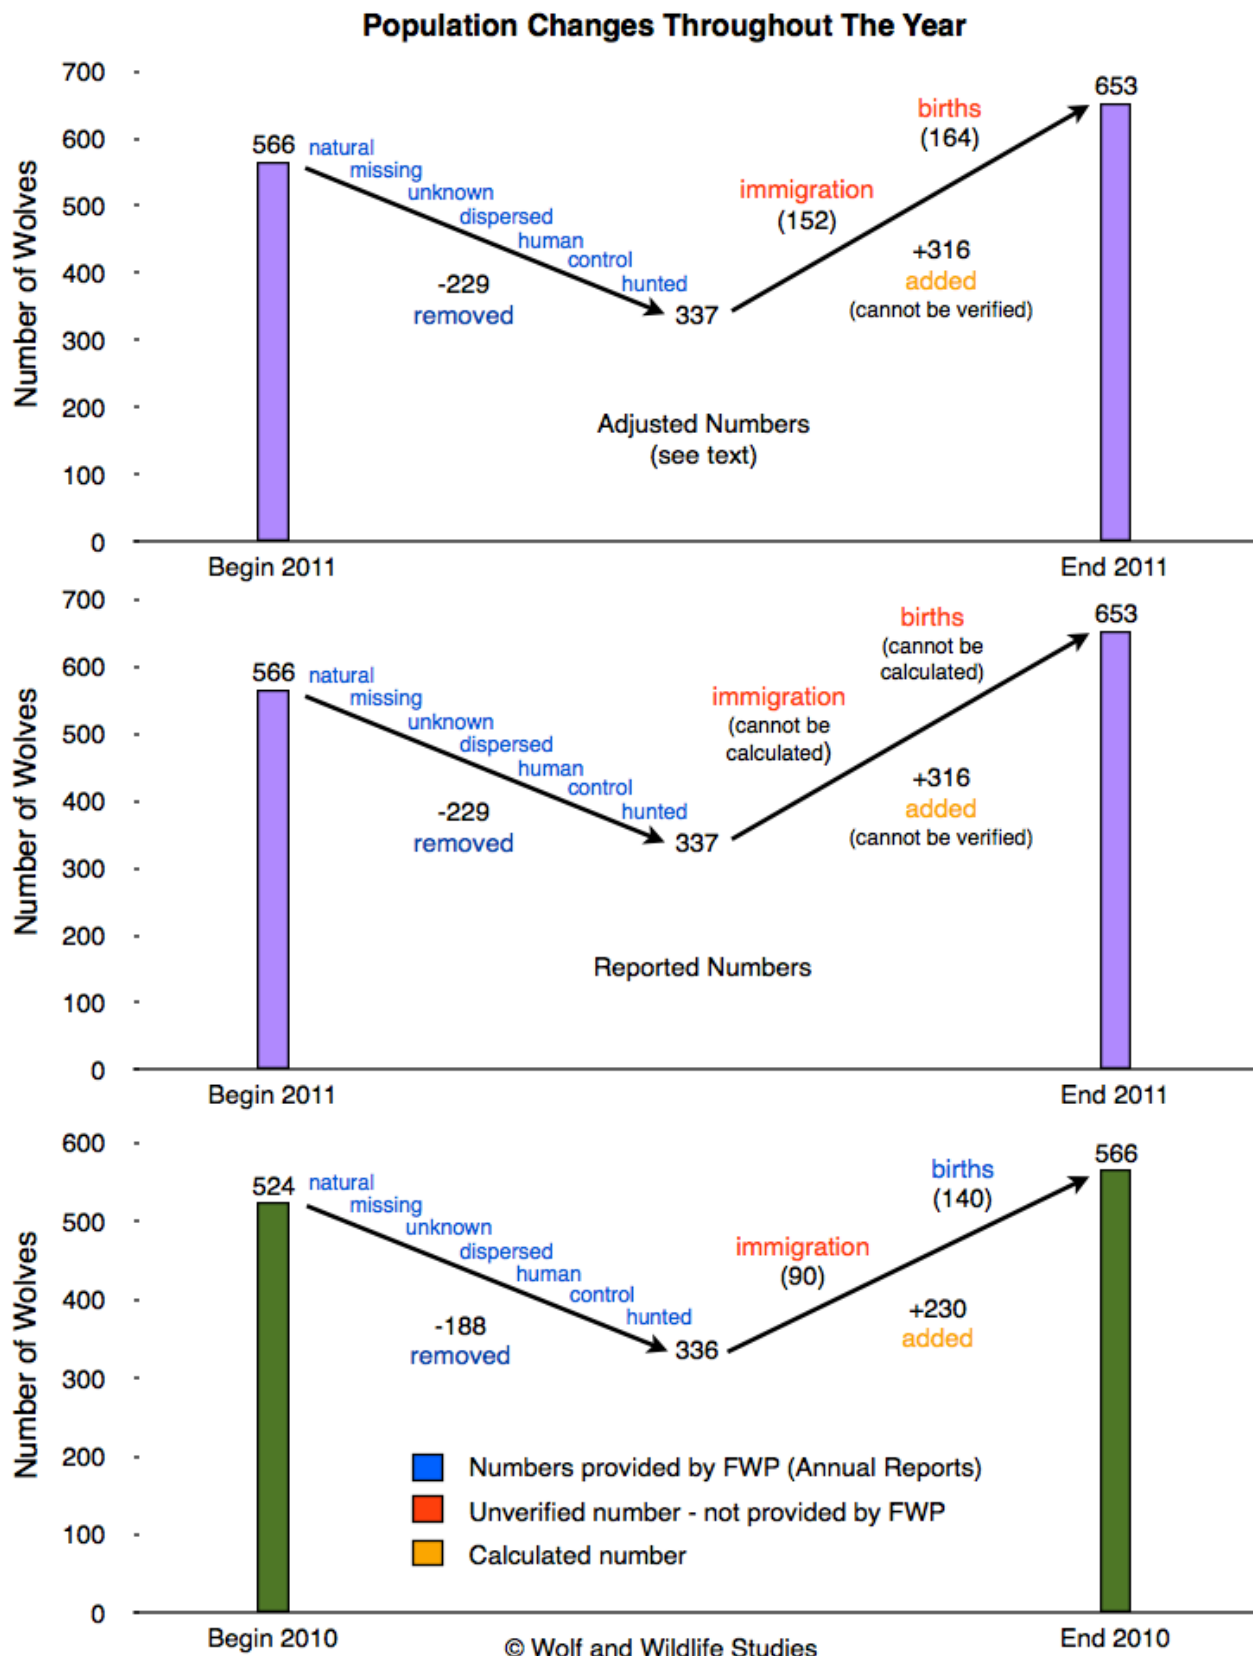 Population Changes Throughout The Year
Number of Wolves
700
600
500
400
300
200
100
0
566
natural
missing
unknown
dispersed
human
control
hunted
-229
removed
337
immigration
(152)
births
(164)
+316
added
(cannot be verified)
653
Adjusted Numbers
(see text)
Begin 2011
End 2011
Number of Wolves
700
600
500
400
300
200
100
0
566
natural
missing
unknown
dispersed
human
control
hunted
-229
removed
337
immigration
(cannot be
calculated)
births
(cannot be
calculated)
+316
added
(cannot be verified)
653
Reported Numbers
Begin 2011
End 2011
Number of Wolves
600
500
400
300
200
100
0
524
natural
missing
unknown
dispersed
human
control
hunted
-188
removed
336
immigration
(90)
births
(140)
+230
added
566
Numbers provided by FWP (Annual Reports)
Unverified number - not provided by FWP
Calculated number
Begin 2010
End 2010
© Wolf and Wildlife Studies